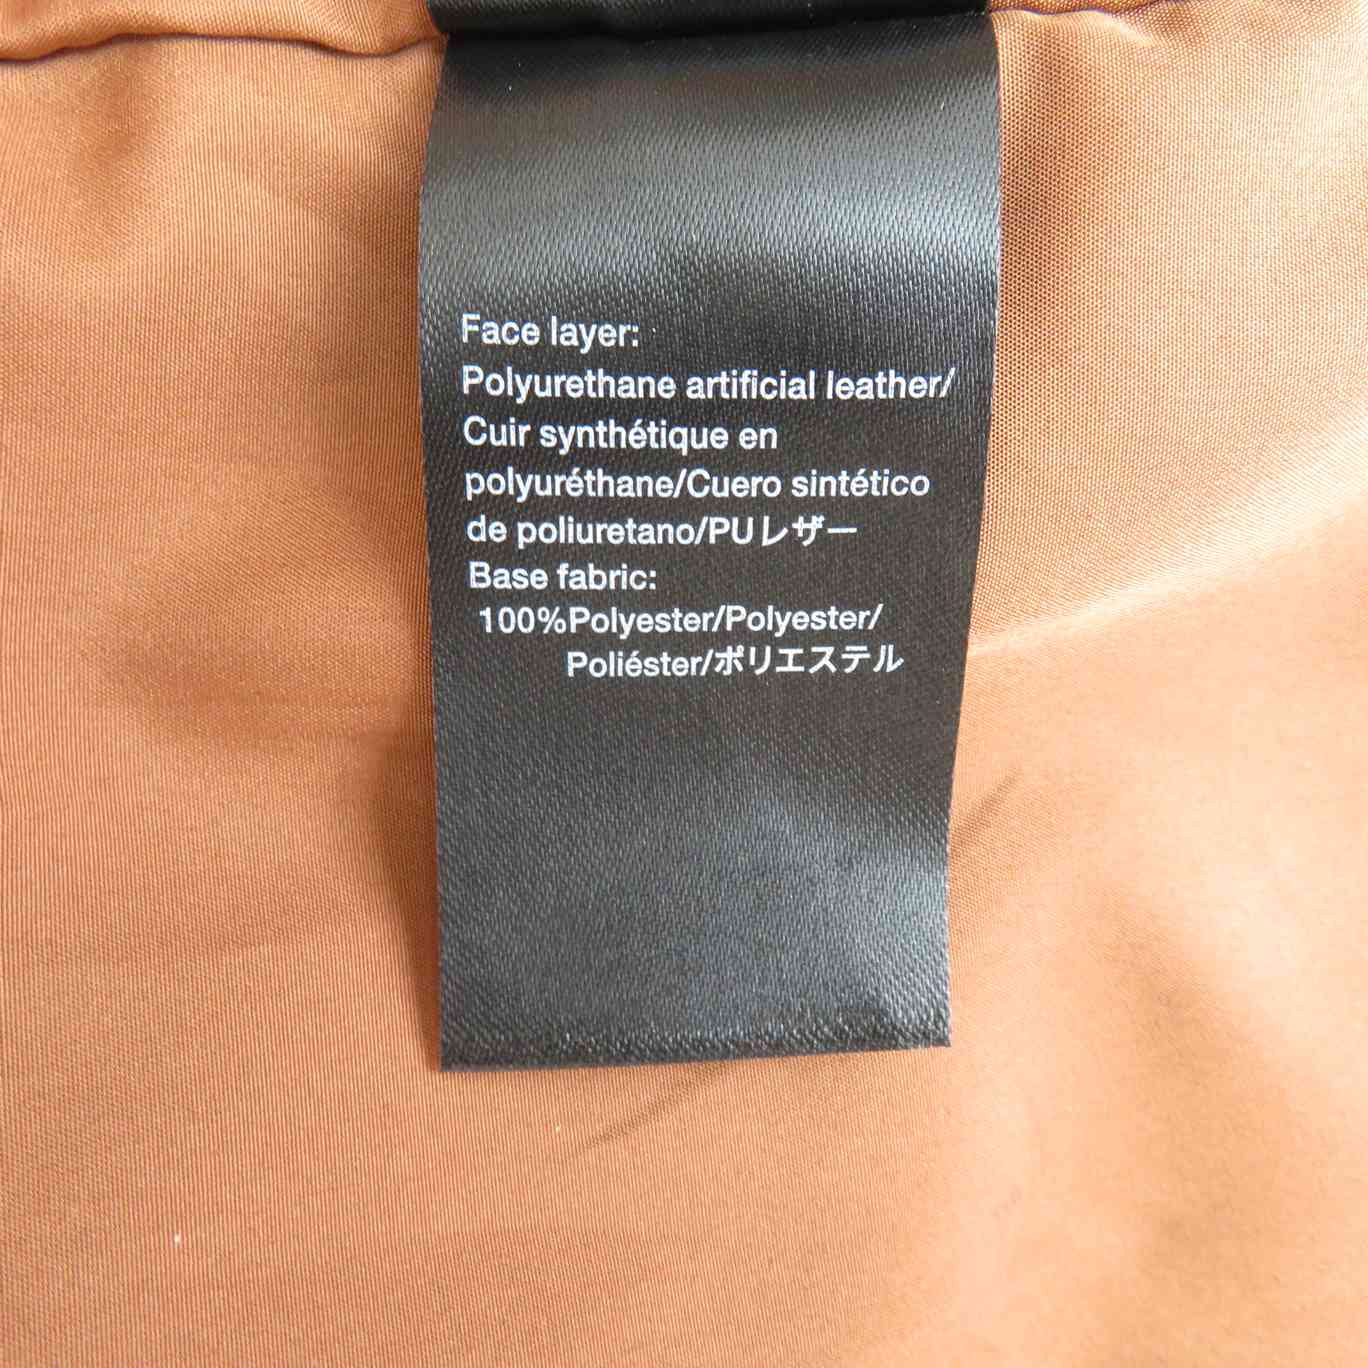 Face layer:
Polyurethane artificial leather/
Cuir synthétique en
polyuréthane/Cuero sintético
de poliuretano/PUレザー
Base fabric:
100%Polyester/Polyester/
Poliéster/ポリエステル